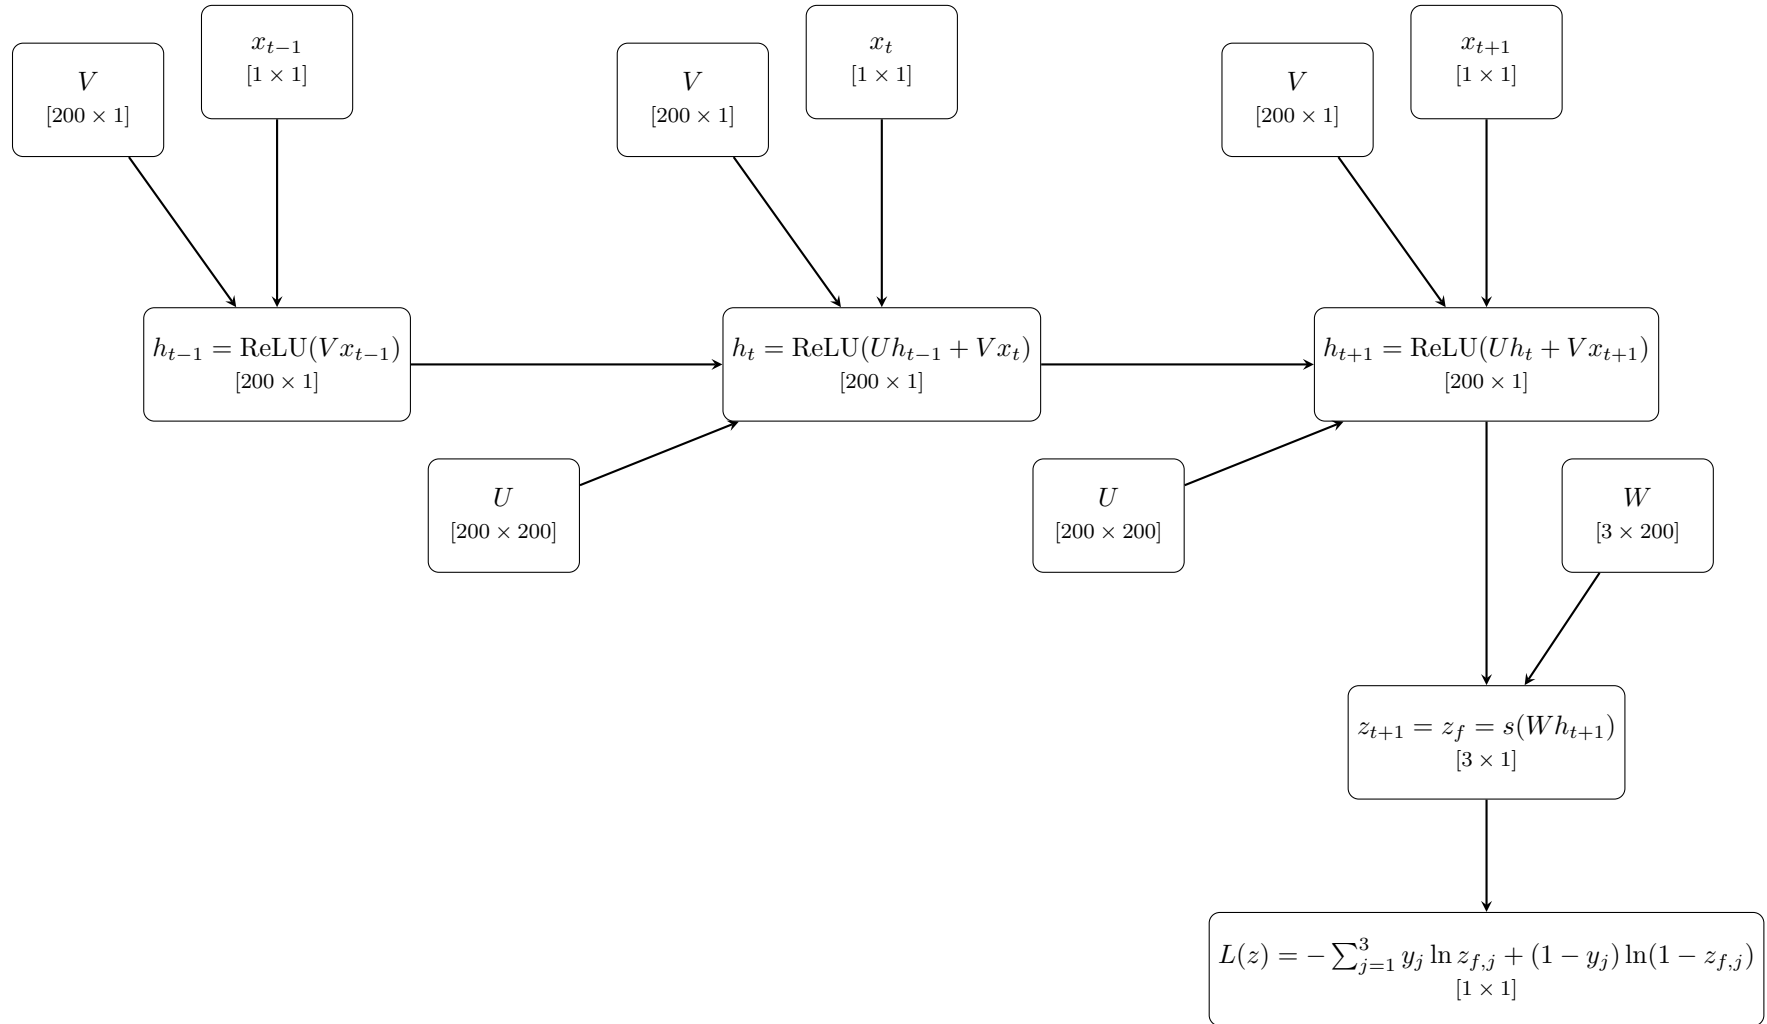 x_{t−1}
[1 × 1]
x_t
[1 × 1]
x_{t+1}
[1 × 1]
V
[200 × 1]
V
[200 × 1]
V
[200 × 1]
h_{t−1} = ReLU(Vx_{t−1})
[200 × 1]
h_t = ReLU(Uh_{t−1} + Vx_t)
[200 × 1]
h_{t+1} = ReLU(Uh_t + Vx_{t+1})
[200 × 1]
U
[200 × 200]
U
[200 × 200]
W
[3 × 200]
z_{t+1} = z_f = s(Wh_{t+1})
[3 × 1]
L(z) = − ∑_{j=1}^{3} y_j ln z_{f,j} + (1 − y_j) ln(1 − z_{f,j})
[1 × 1]